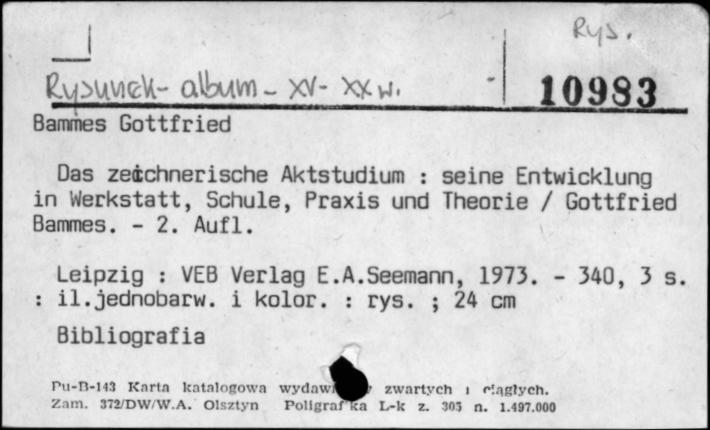 Rys.
Rysunek - album - XV - XX w.
10983
Bammes Gottfried
Das zeichnerische Aktstudium : seine Entwicklung
in Werkstatt, Schule, Praxis und Theorie / Gottfried
Bammes. - 2. Aufl.
Leipzig : VEB Verlag E.A.Seemann, 1973. - 340, 3 s.
: il.jednobarw. i kolor. : rys. ; 24 cm
Bibliografia
Pu-B-143 Karta katalogowa zwartych i ciągłych.
Zam. 372/DW/W.A. Olsztyn L-k z. 305 n. 1.497.000